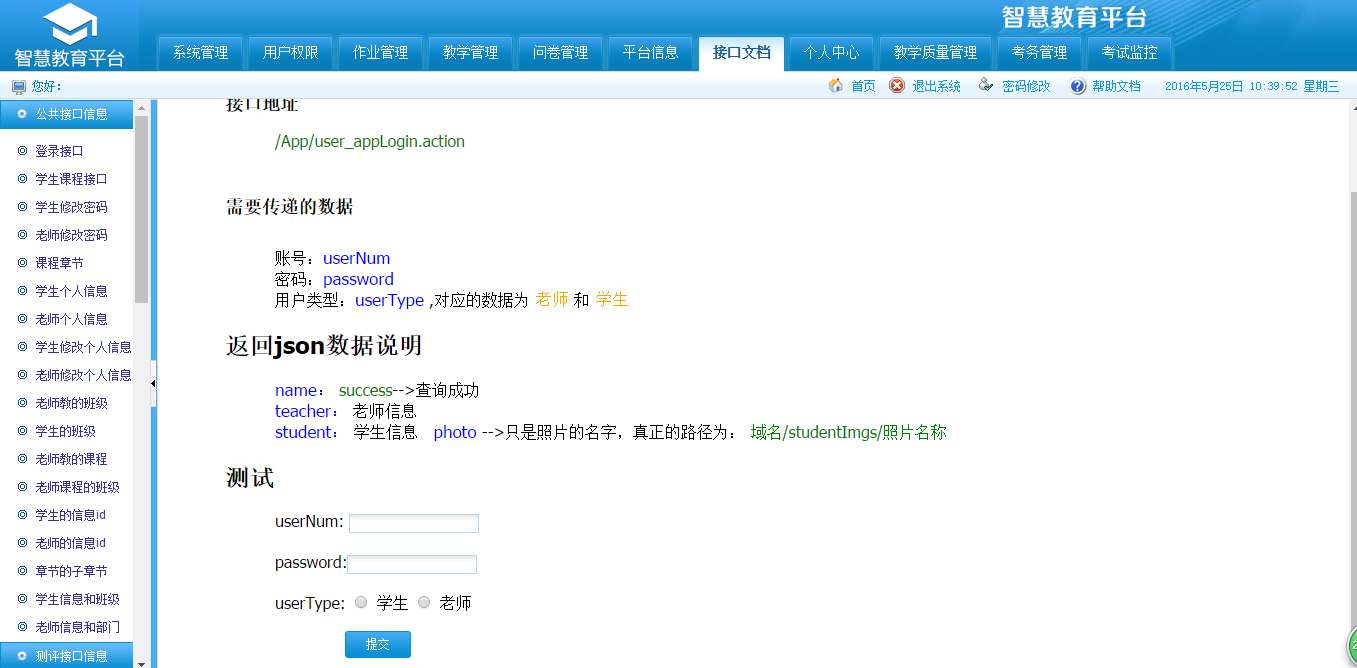 智慧教育平台
智慧教育平台
系统管理 用户权限 作业管理 教学管理 问卷管理 平台信息 接口文档 个人中心 教学质量管理 考务管理 考试监控
您好： 首页 退出系统 密码修改 帮助文档 2016年5月25日 10:39:52 星期三
公共接口信息
登录接口
学生课程接口
学生修改密码
老师修改密码
课程章节
学生个人信息
老师个人信息
学生修改个人信息
老师修改个人信息
老师教的班级
学生的班级
老师教的课程
老师课程的班级
学生的信息id
老师的信息id
章节的子章节
学生信息和班级
老师信息和部门
测评接口信息
接口地址
/App/user_appLogin.action
需要传递的数据
账号：userNum
密码：password
用户类型：userType ,对应的数据为 老师 和 学生
返回json数据说明
name： success-->查询成功
teacher： 老师信息
student： 学生信息 photo -->只是照片的名字，真正的路径为： 域名/studentImgs/照片名称
测试
userNum:
password:
userType: 学生 老师
提交